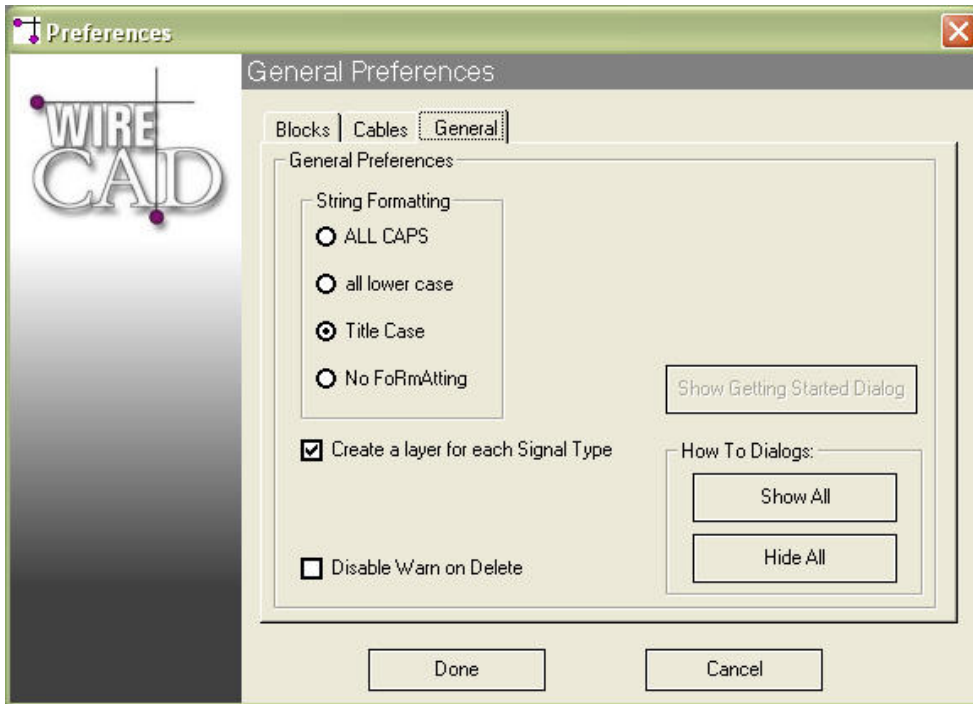 Preferences
General Preferences
WIRE
CAD
Blocks
Cables
General
General Preferences
String Formatting
ALL CAPS
all lower case
Title Case
No FoRmAtting
Show Getting Started Dialog
Create a layer for each Signal Type
How To Dialogs:
Show All
Hide All
Disable Warn on Delete
Done
Cancel